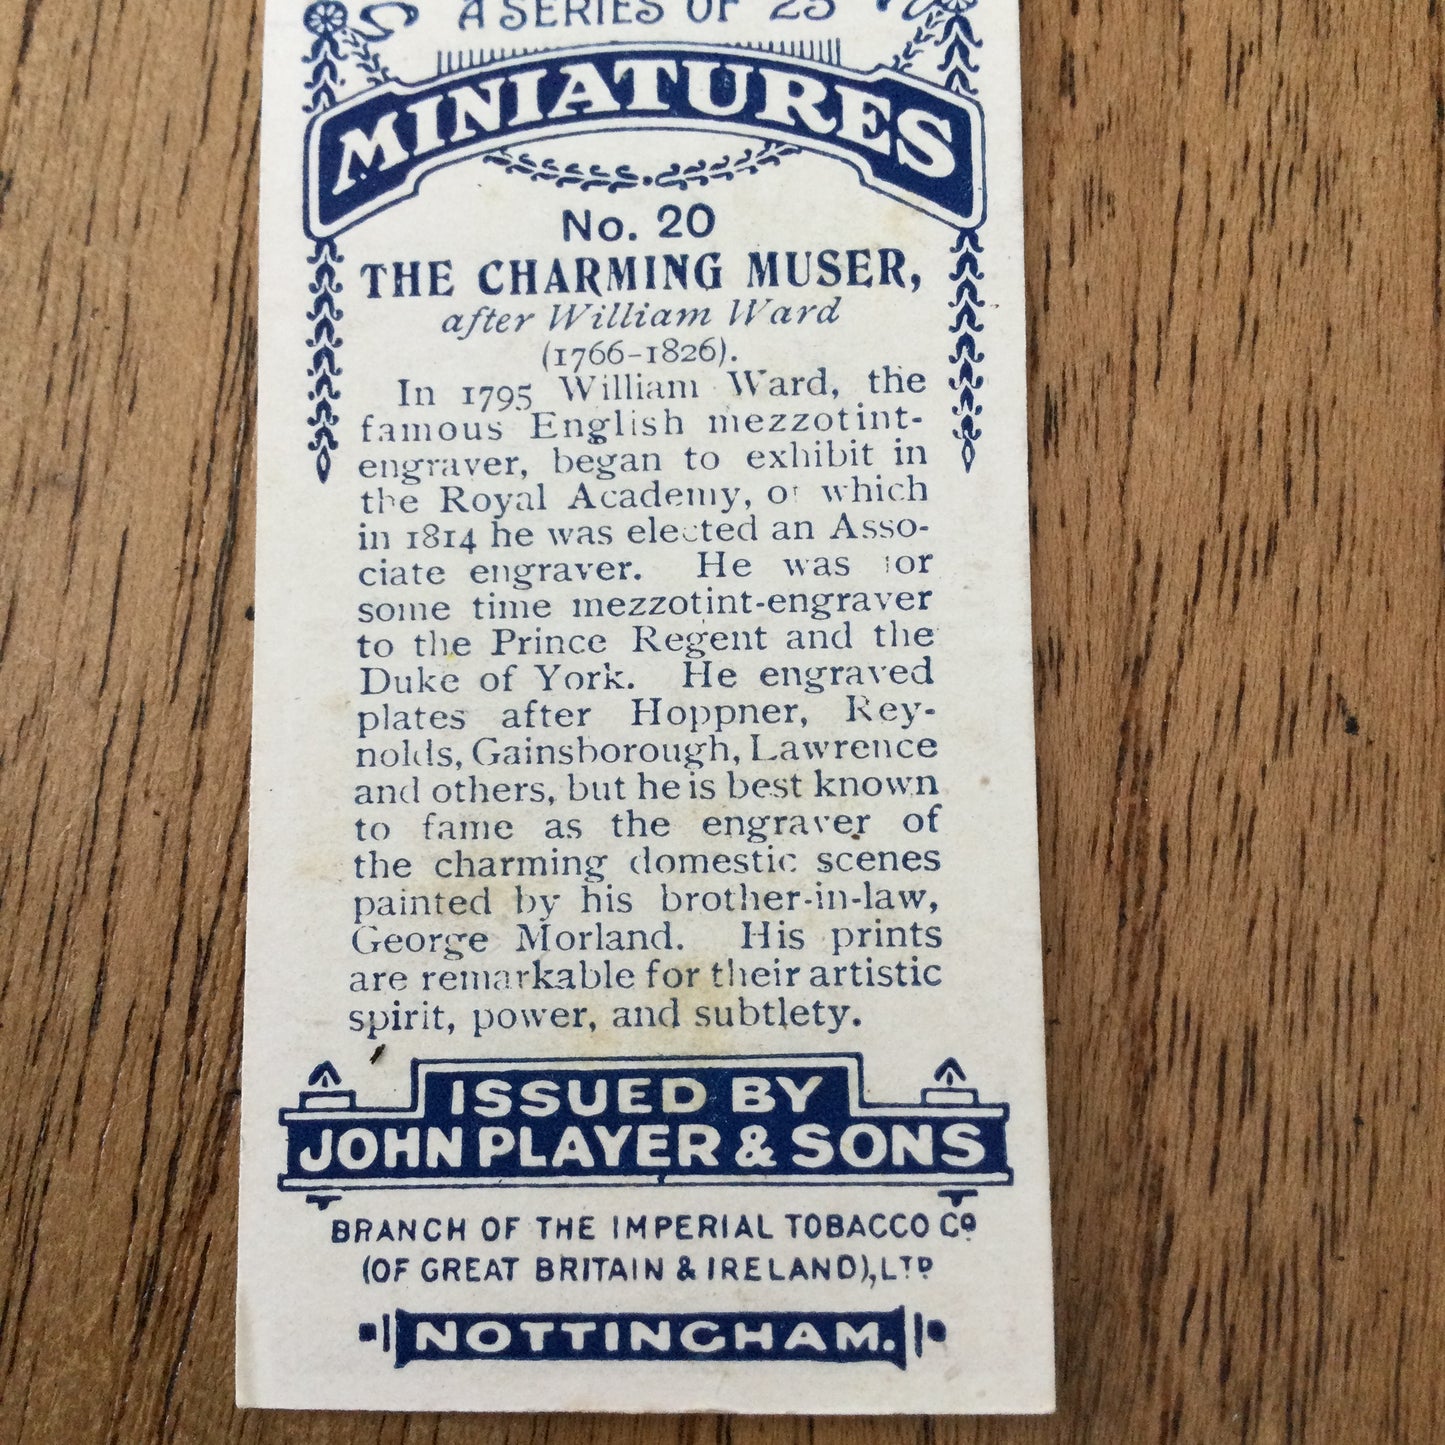 A SERIES OF 25
MINIATURES
No. 20
THE CHARMING MUSER,
after William Ward
(1766-1826).
In 1795 William Ward, the
famous English mezzotint-
engraver, began to exhibit in
the Royal Academy, of which
in 1814 he was elected an Asso-
ciate engraver. He was for
some time mezzotint-engraver
to the Prince Regent and the
Duke of York. He engraved
plates after Hoppner, Rey-
nolds, Gainsborough, Lawrence
and others, but he is best known
to fame as the engraver of
the charming domestic scenes
painted by his brother-in-law,
George Morland. His prints
are remarkable for their artistic
spirit, power, and subtlety.
ISSUED BY
JOHN PLAYER & SONS
BRANCH OF THE IMPERIAL TOBACCO Co
(OF GREAT BRITAIN & IRELAND), LTD
NOTTINGHAM.